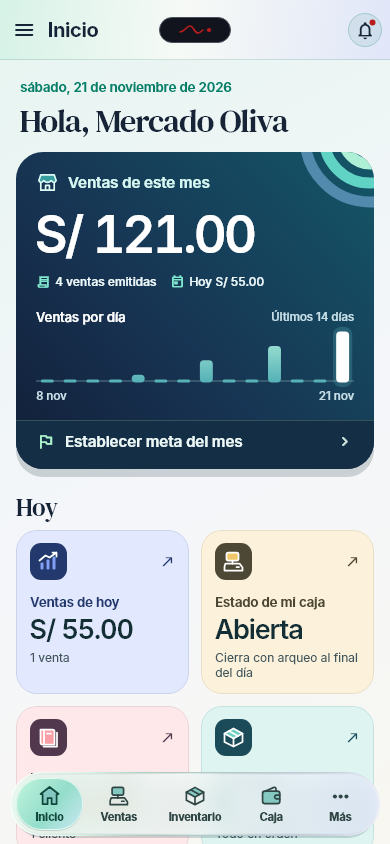 Inicio
sábado, 21 de noviembre de 2026
Hola, Mercado Oliva
Ventas de este mes
S/ 121.00
4 ventas emitidas
Hoy S/ 55.00
Ventas por día
Últimos 14 días
8 nov
21 nov
Establecer meta del mes
Hoy
Ventas de hoy
S/ 55.00
1 venta
Estado de mi caja
Abierta
Cierra con arqueo al final
del día
Inicio
Ventas
Inventario
Caja
Más